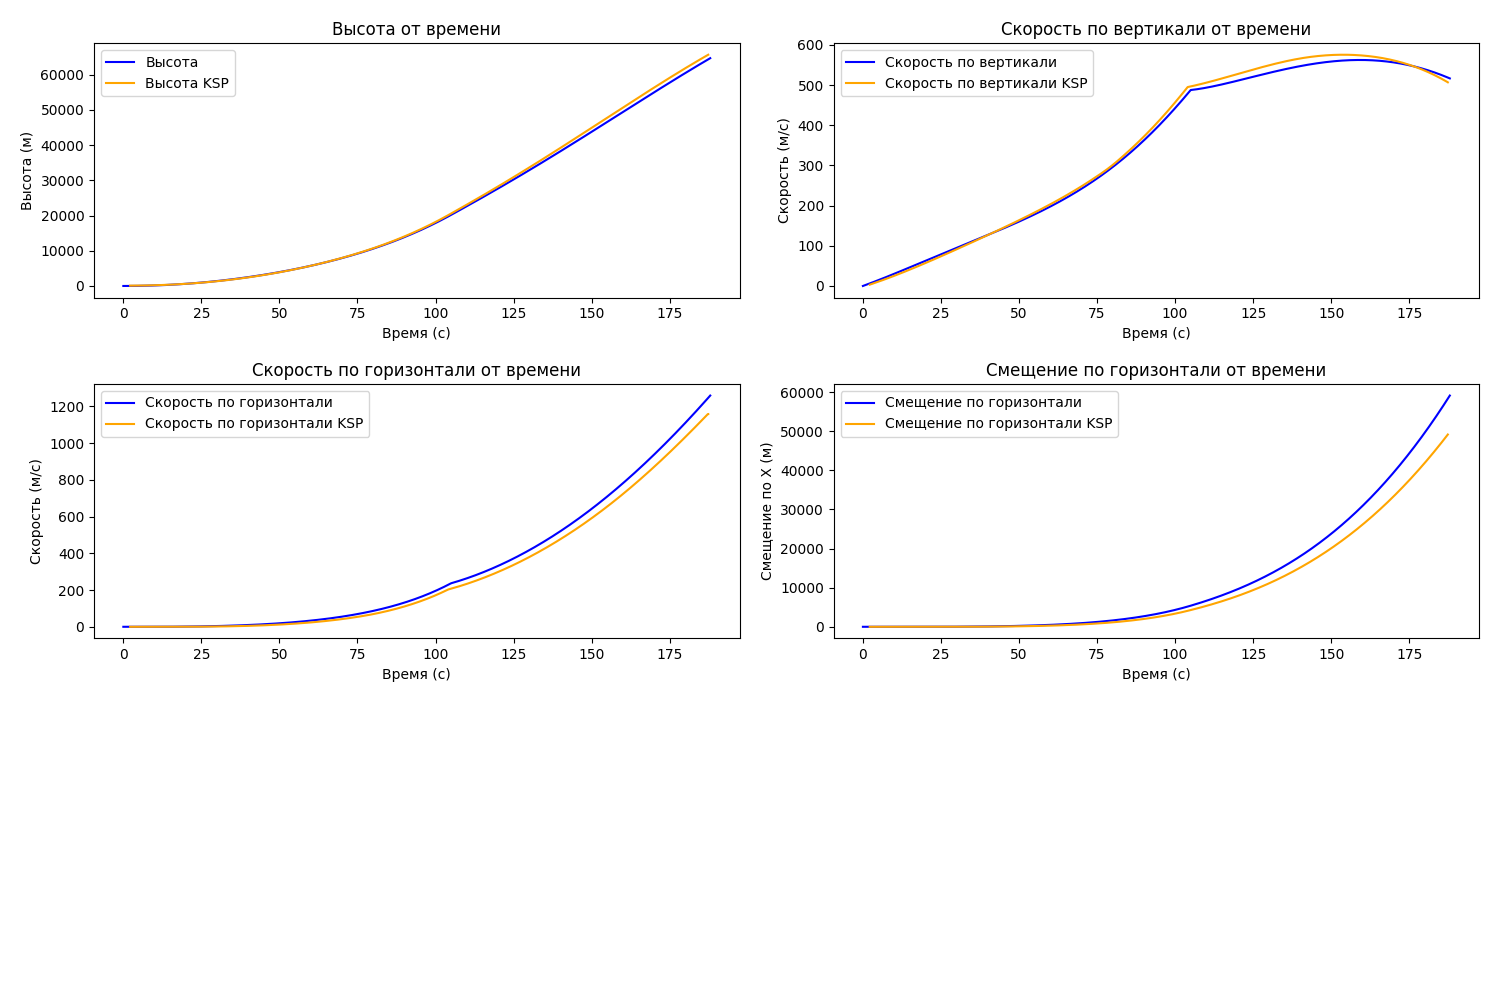 Высота от времени
Высота (м)
60000
50000
40000
30000
20000
10000
0
Высота
Высота KSP
0 25 50 75 100 125 150 175
Время (с)
Скорость по вертикали от времени
Скорость (м/с)
600
500
400
300
200
100
0
Скорость по вертикали
Скорость по вертикали KSP
0 25 50 75 100 125 150 175
Время (с)
Скорость по горизонтали от времени
Скорость (м/с)
1200
1000
800
600
400
200
0
Скорость по горизонтали
Скорость по горизонтали KSP
0 25 50 75 100 125 150 175
Время (с)
Смещение по горизонтали от времени
Смещение по X (м)
60000
50000
40000
30000
20000
10000
0
Смещение по горизонтали
Смещение по горизонтали KSP
0 25 50 75 100 125 150 175
Время (с)